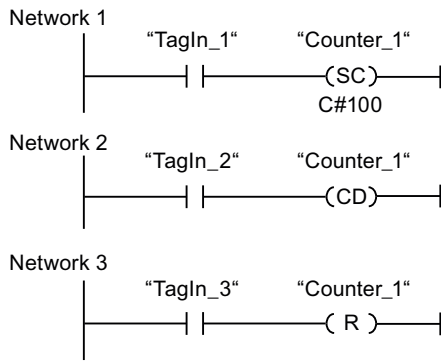 Network 1
“TagIn_1“ “Counter_1“
SC
C#100
Network 2
“TagIn_2“ “Counter_1“
CD
Network 3
“TagIn_3“ “Counter_1“
R